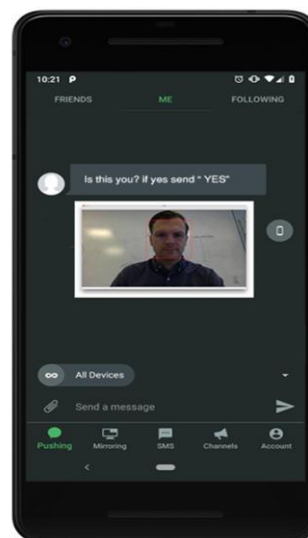 10:21
FRIENDS ME FOLLOWING
Is this you? if yes send “ YES”
All Devices
Send a message
Pushing Mirroring SMS Channels Account